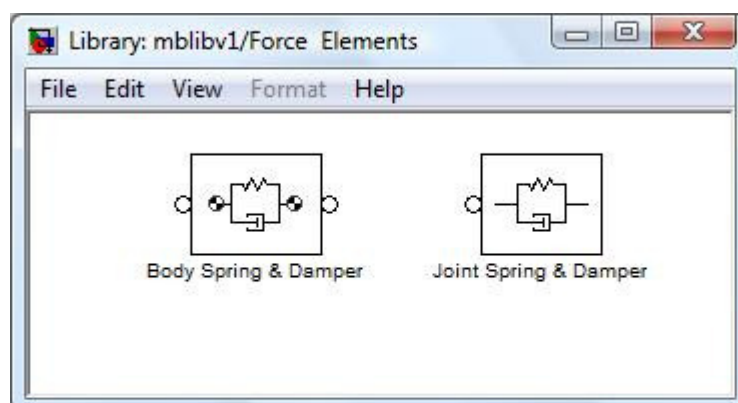 Library: mblibv1/Force Elements
File Edit View Format Help
Body Spring & Damper Joint Spring & Damper